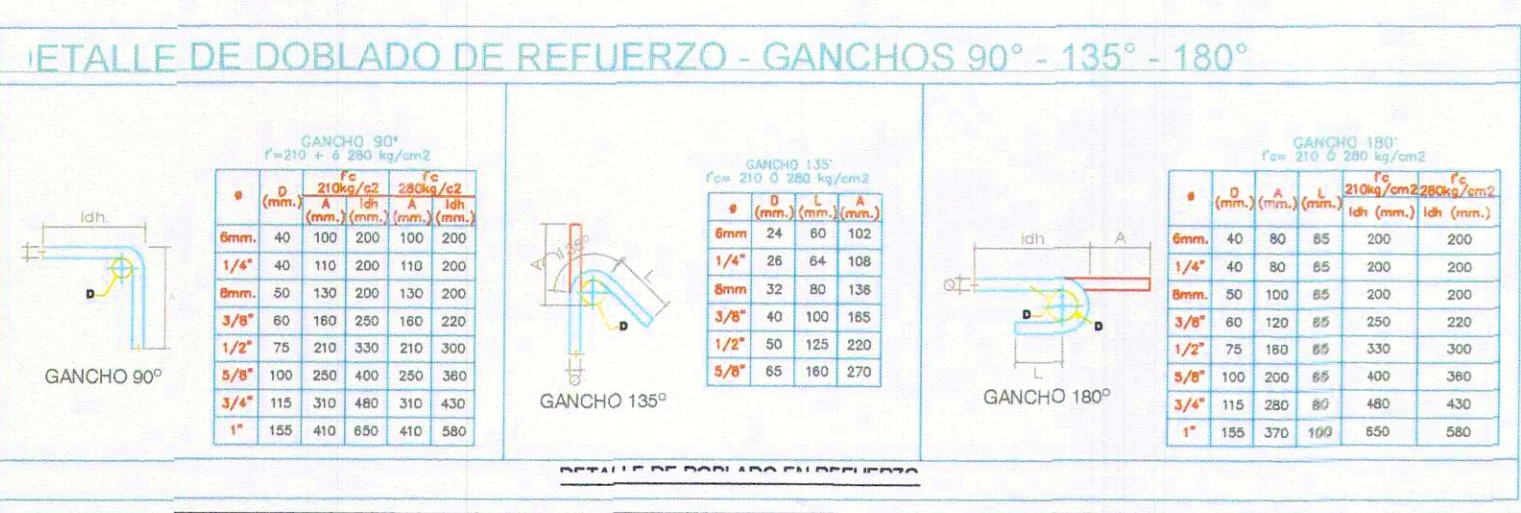 DETALLE DE DOBLADO DE REFUERZO - GANCHOS 90° - 135° - 180°
ldh
D
A
GANCHO 90°
GANCHO 90°
f'=210 + ó 280 kg/cm2
ø D (mm.) f'c 210kg/c2 f'c 280kg/c2
A (mm.) ldh (mm.) A (mm.) ldh (mm.)
6mm. 40 100 200 100 200
1/4" 40 110 200 110 200
8mm. 50 130 200 130 200
3/8" 60 160 250 160 220
1/2" 75 210 330 210 300
5/8" 100 250 400 250 360
3/4" 115 310 480 310 430
1" 155 410 650 410 580
A
135°
L
D
Ø
GANCHO 135°
GANCHO 135°
f'c= 210 Ó 280 kg/cm2
ø D (mm.) L (mm.) A (mm.)
6mm 24 60 102
1/4" 26 64 108
8mm 32 80 136
3/8" 40 100 165
1/2" 50 125 220
5/8" 65 160 270
ldh A
Ø
D D
L
GANCHO 180°
GANCHO 180°
f'c= 210 Ó 280 kg/cm2
ø D (mm.) A (mm.) L (mm.) f'c 210kg/cm2 f'c 280kg/cm2
ldh (mm.) ldh (mm.)
6mm. 40 80 65 200 200
1/4" 40 80 65 200 200
8mm. 50 100 65 200 200
3/8" 60 120 65 250 220
1/2" 75 160 65 330 300
5/8" 100 200 65 400 360
3/4" 115 280 80 480 430
1" 155 370 100 650 580
DETALLE DE DOBLADO EN REFUERZO